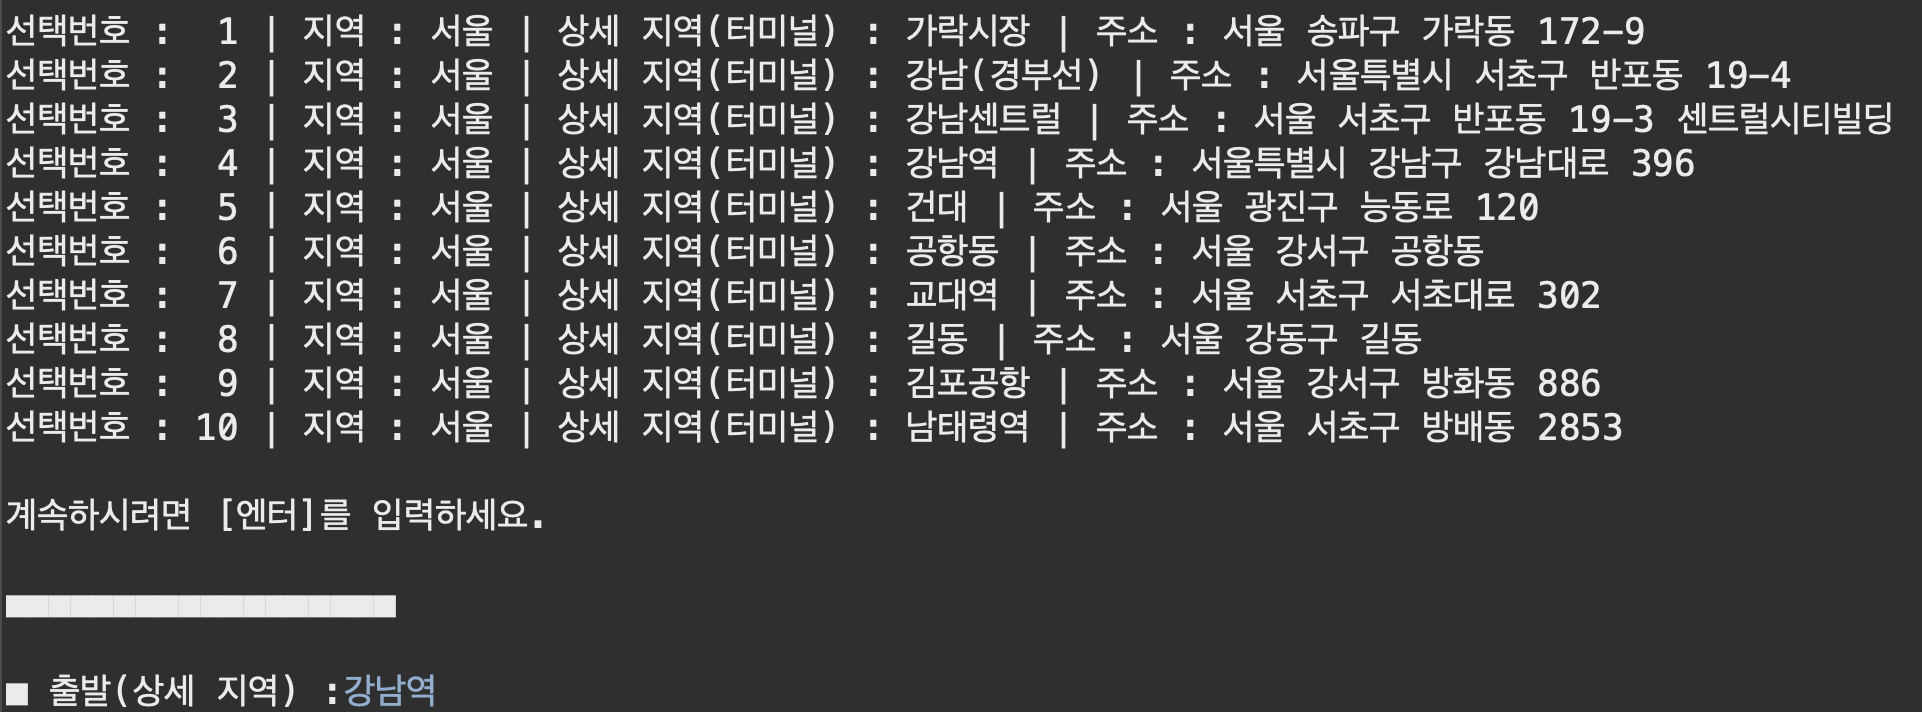 선택번호 :  1 | 지역 : 서울 | 상세 지역(터미널) : 가락시장 | 주소 : 서울 송파구 가락동 172-9
선택번호 :  2 | 지역 : 서울 | 상세 지역(터미널) : 강남(경부선) | 주소 : 서울특별시 서초구 반포동 19-4
선택번호 :  3 | 지역 : 서울 | 상세 지역(터미널) : 강남센트럴 | 주소 : 서울 서초구 반포동 19-3 센트럴시티빌딩
선택번호 :  4 | 지역 : 서울 | 상세 지역(터미널) : 강남역 | 주소 : 서울특별시 강남구 강남대로 396
선택번호 :  5 | 지역 : 서울 | 상세 지역(터미널) : 건대 | 주소 : 서울 광진구 능동로 120
선택번호 :  6 | 지역 : 서울 | 상세 지역(터미널) : 공항동 | 주소 : 서울 강서구 공항동
선택번호 :  7 | 지역 : 서울 | 상세 지역(터미널) : 교대역 | 주소 : 서울 서초구 서초대로 302
선택번호 :  8 | 지역 : 서울 | 상세 지역(터미널) : 길동 | 주소 : 서울 강동구 길동
선택번호 :  9 | 지역 : 서울 | 상세 지역(터미널) : 김포공항 | 주소 : 서울 강서구 방화동 886
선택번호 : 10 | 지역 : 서울 | 상세 지역(터미널) : 남태령역 | 주소 : 서울 서초구 방배동 2853
계속하시려면 [엔터]를 입력하세요.
■ 출발(상세 지역) :강남역